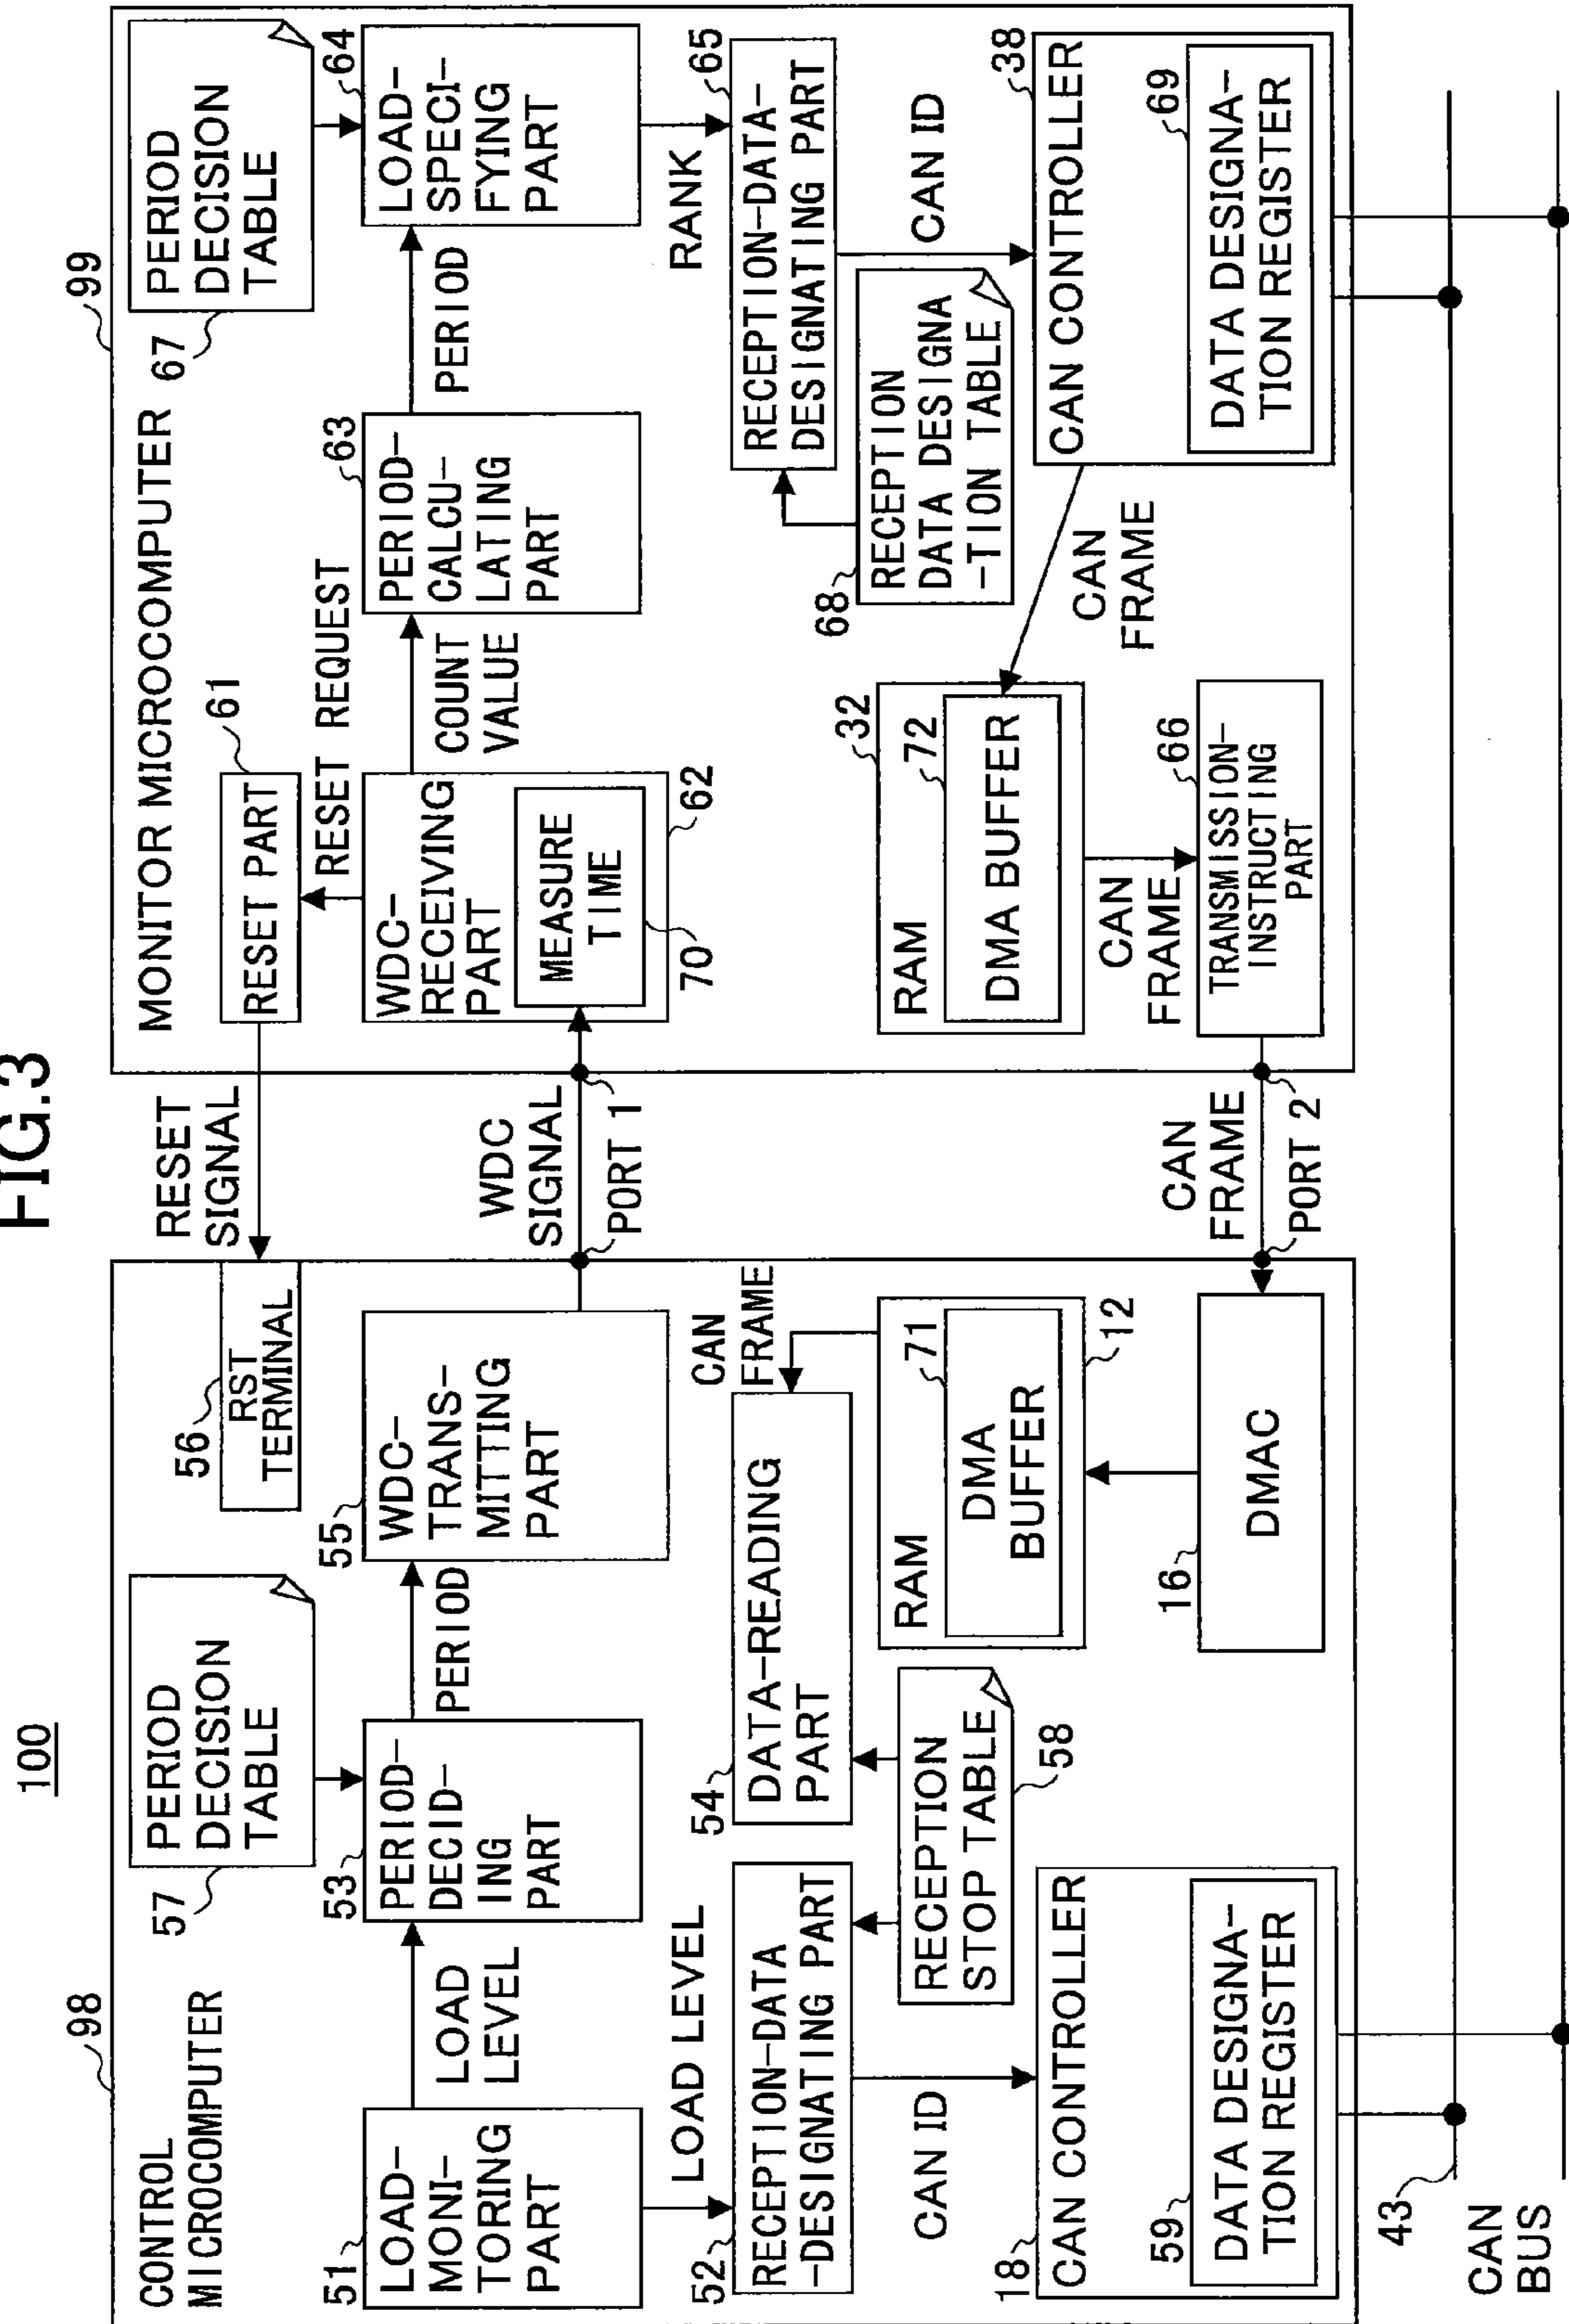 FIG.3
100
98
CONTROL
MICROCOMPUTER
57
PERIOD
DECISION
TABLE
56
RST
TERMINAL
51
LOAD-
MONI-
TORING
PART
LOAD
LEVEL
53
PERIOD-
DECID-
ING
PART
PERIOD
55
WDC-
TRANS-
MITTING
PART
LOAD LEVEL
52
RECEPTION-DATA
-DESIGNATING PART
54
DATA-READING
PART
CAN
FRAME
CAN ID
RECEPTION
STOP TABLE
58
RAM
71
DMA
BUFFER
12
18
CAN CONTROLLER
59
DATA DESIGNA-
TION REGISTER
16
DMAC
RESET
SIGNAL
WDC
SIGNAL
PORT 1
CAN
FRAME
PORT 2
99
MONITOR MICROCOMPUTER
61
RESET PART
RESET REQUEST
67
PERIOD
DECISION
TABLE
WDC-
RECEIVING
PART
MEASURE
TIME
62
70
COUNT
VALUE
63
PERIOD-
CALCU-
LATING
PART
PERIOD
64
LOAD-
SPECI-
FYING
PART
RANK
65
RECEPTION-DATA-
DESIGNATING PART
68
RECEPTION
DATA DESIGNA
-TION TABLE
CAN ID
32
RAM
72
DMA BUFFER
CAN
FRAME
CAN
FRAME
66
TRANSMISSION-
INSTRUCTING
PART
38
CAN CONTROLLER
69
DATA DESIGNA-
TION REGISTER
43
CAN
BUS